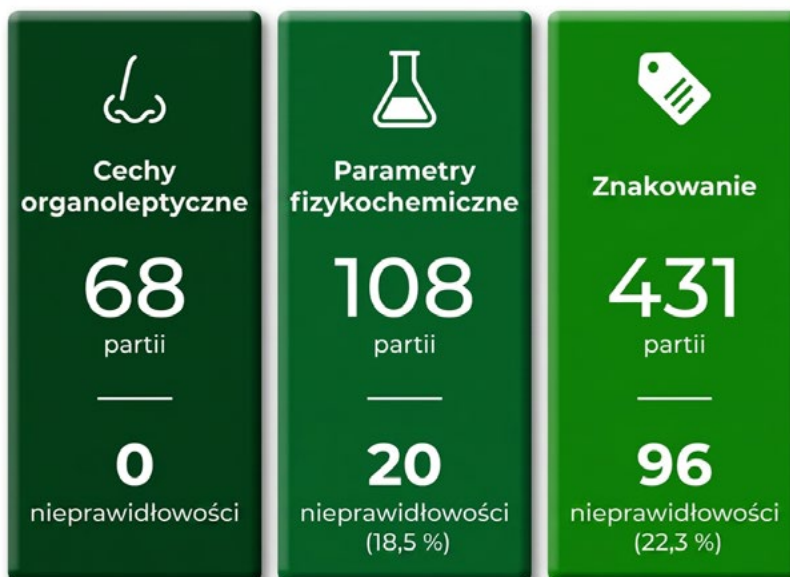 Cechy
organoleptyczne
68
partii
0
nieprawidłowości
Parametry
fizykochemiczne
108
partii
20
nieprawidłowości
(18,5 %)
Znakowanie
431
partii
96
nieprawidłowości
(22,3 %)